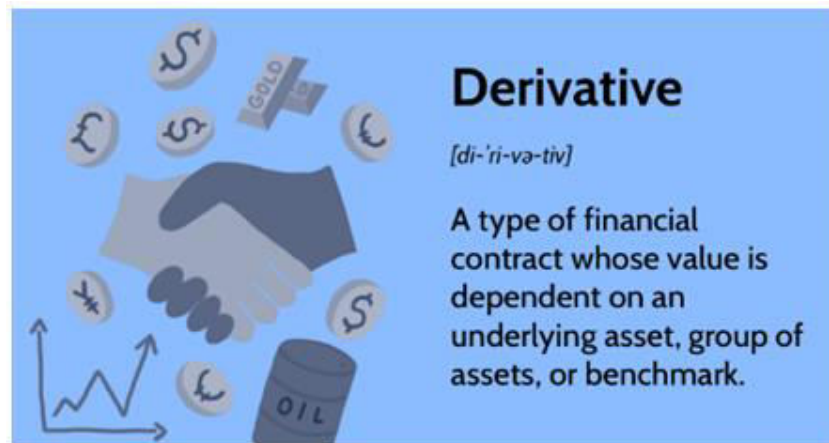 GOLD
Derivative
[di-ˈri-və-tiv]
A type of financial
contract whose value is
dependent on an
underlying asset, group of
assets, or benchmark.
$
£
$
€
¥
$
€
OIL